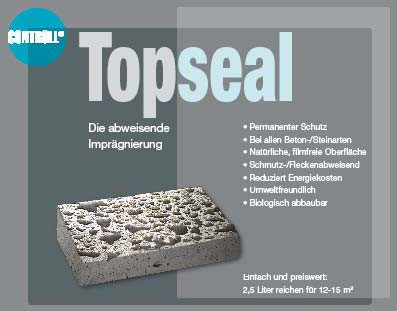 CONTROLL®
Topseal
Die abweisende
Imprägnierung
• Permanenter Schutz
• Bei allen Beton-/Steinarten
• Natürliche, filmfreie Oberfläche
• Schmutz-/Fleckenabweisend
• Reduziert Energiekosten
• Umweltfreundlich
• Biologisch abbaubar
Einfach und preiswert:
2,5 Liter reichen für 12-15 m²